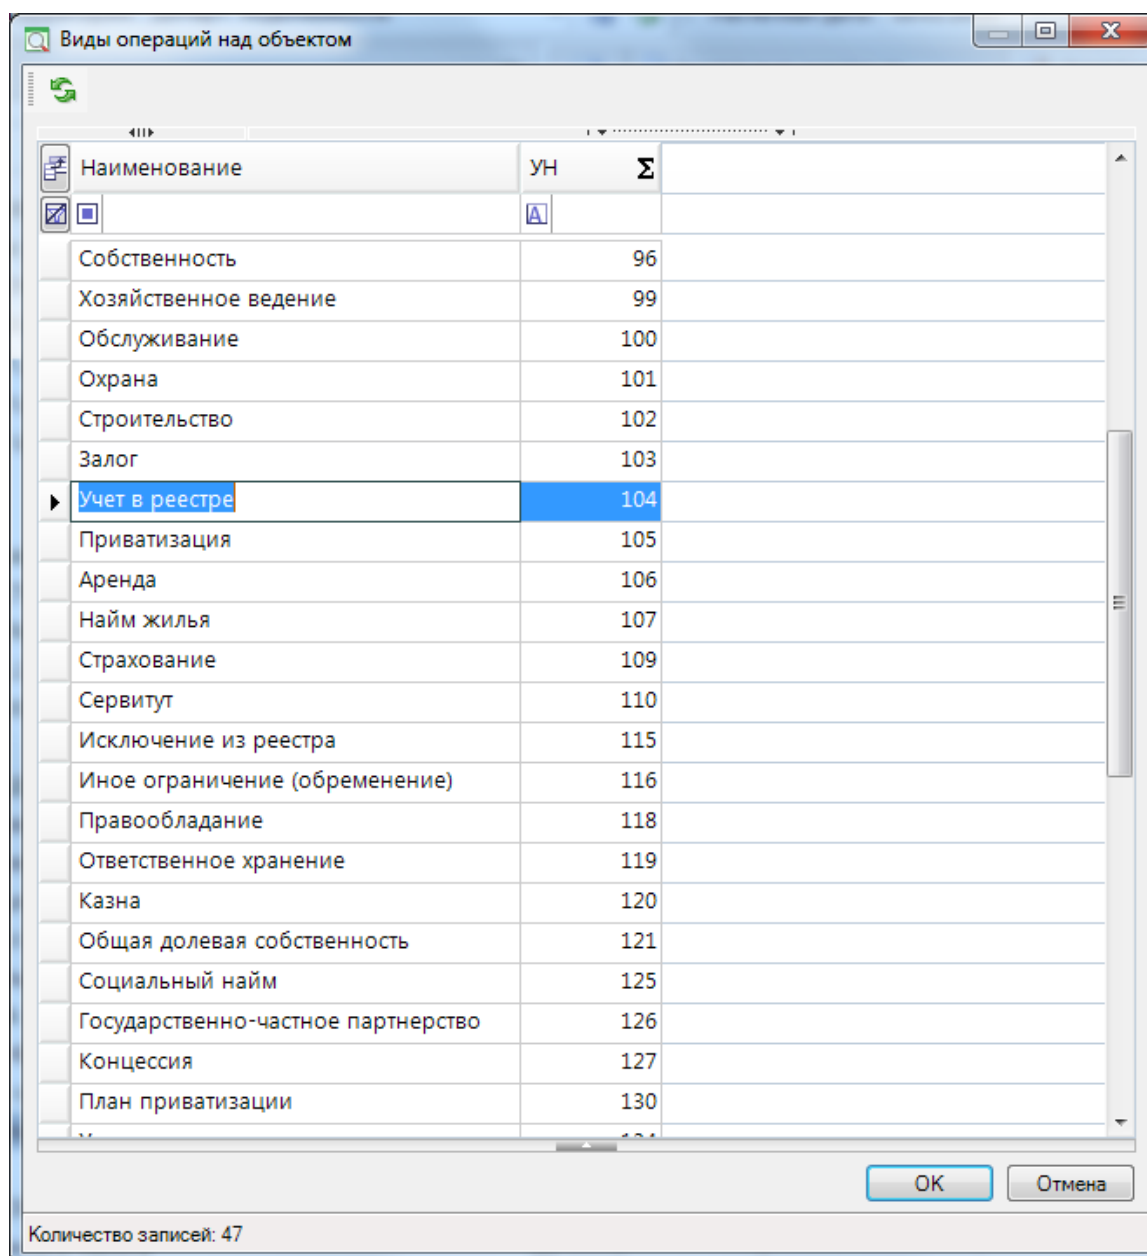 Виды операций над объектом
Наименование УН Σ
Собственность 96
Хозяйственное ведение 99
Обслуживание 100
Охрана 101
Строительство 102
Залог 103
Учет в реестре 104
Приватизация 105
Аренда 106
Найм жилья 107
Страхование 109
Сервитут 110
Исключение из реестра 115
Иное ограничение (обременение) 116
Правообладание 118
Ответственное хранение 119
Казна 120
Общая долевая собственность 121
Социальный найм 125
Государственно-частное партнерство 126
Концессия 127
План приватизации 130
OK Отмена
Количество записей: 47